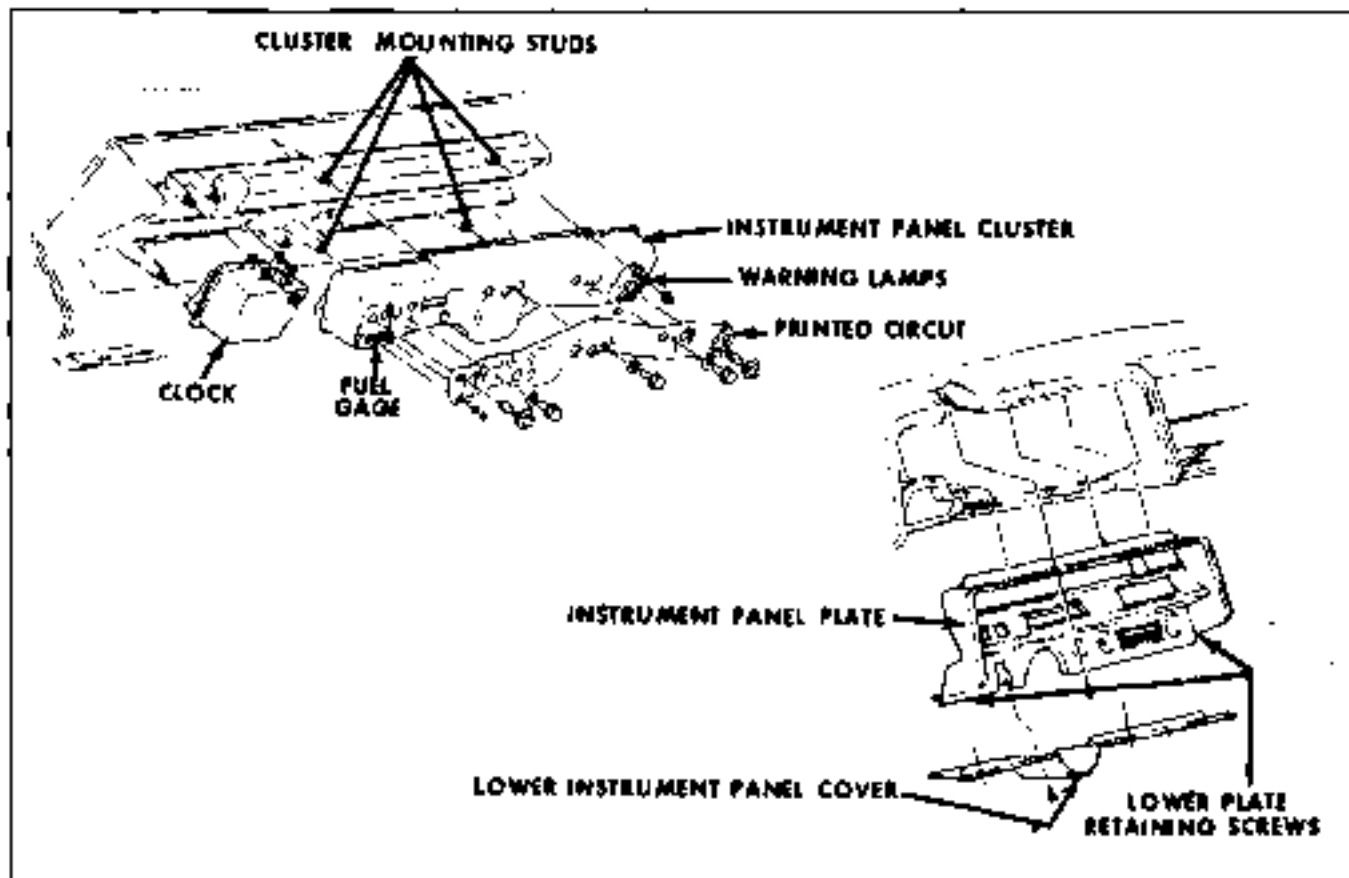 CLUSTER MOUNTING STUDS
INSTRUMENT PANEL CLUSTER
WARNING LAMPS
PRINTED CIRCUT
CLOCK
FUEL
GAGE
INSTRUMENT PANEL PLATE
LOWER INSTRUMENT PANEL COVER
LOWER PLATE
RETAINING SCREWS